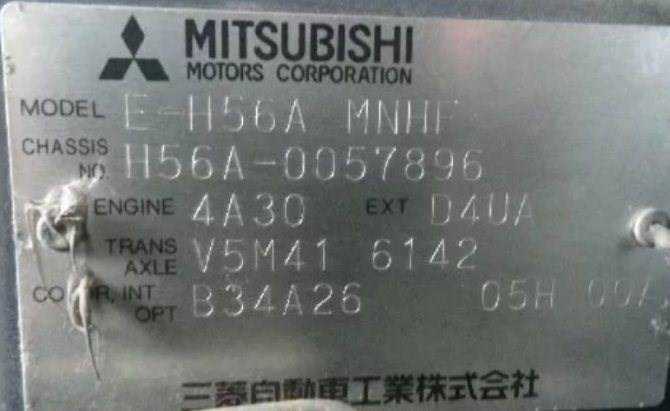 MITSUBISHI
MOTORS CORPORATION
MODEL E-H56A MNHF
CHASSIS NO. H56A-0057896
ENGINE 4A30 EXT D4UA
TRANS AXLE V5M41 6142
INT OPT B34A26 05H 00A
三菱自動車工業株式会社